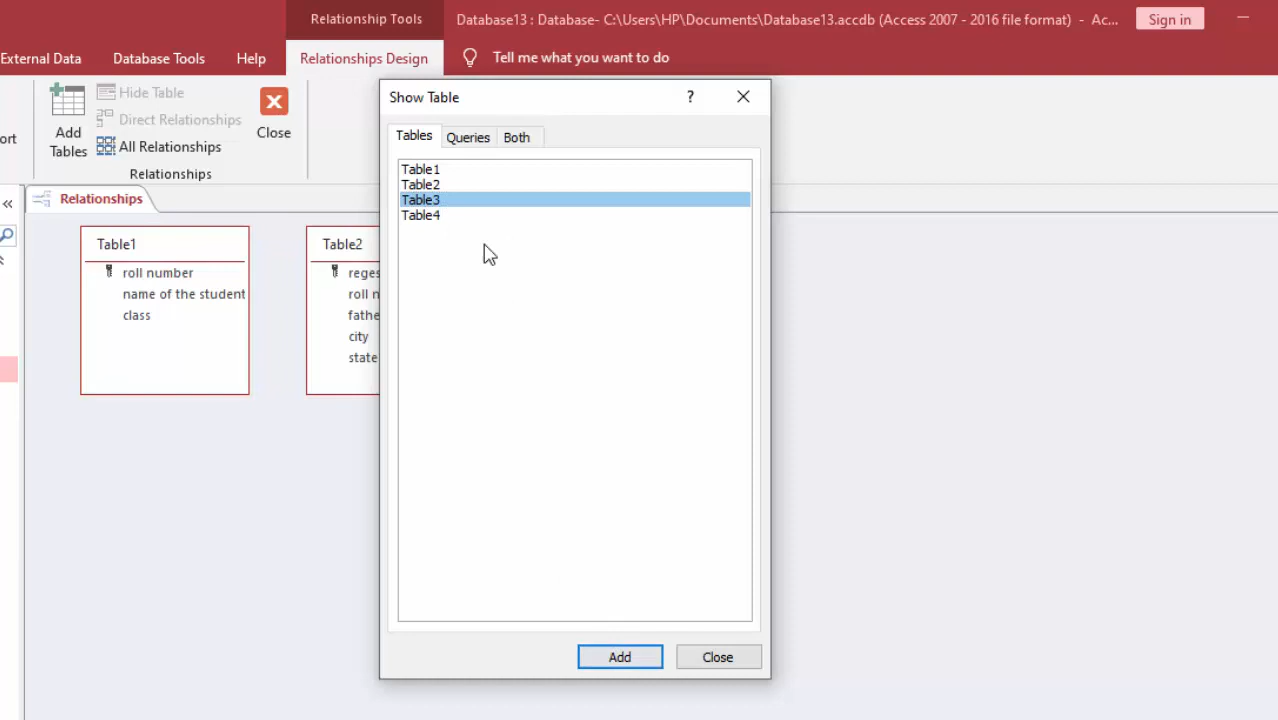 Relationship Tools
Database13 : Database- C:\Users\HP\Documents\Database13.accdb (Access 2007 - 2016 file format) - Ac...
Sign in
External Data
Database Tools
Help
Relationships Design
Tell me what you want to do
ort
Add
Tables
Hide Table
Direct Relationships
All Relationships
Close
Relationships
Relationships
Table1
roll number
name of the student
class
Table2
reges
roll n
fathe
city
state
Show Table
?
Tables
Queries
Both
Table1
Table2
Table3
Table4
Add
Close